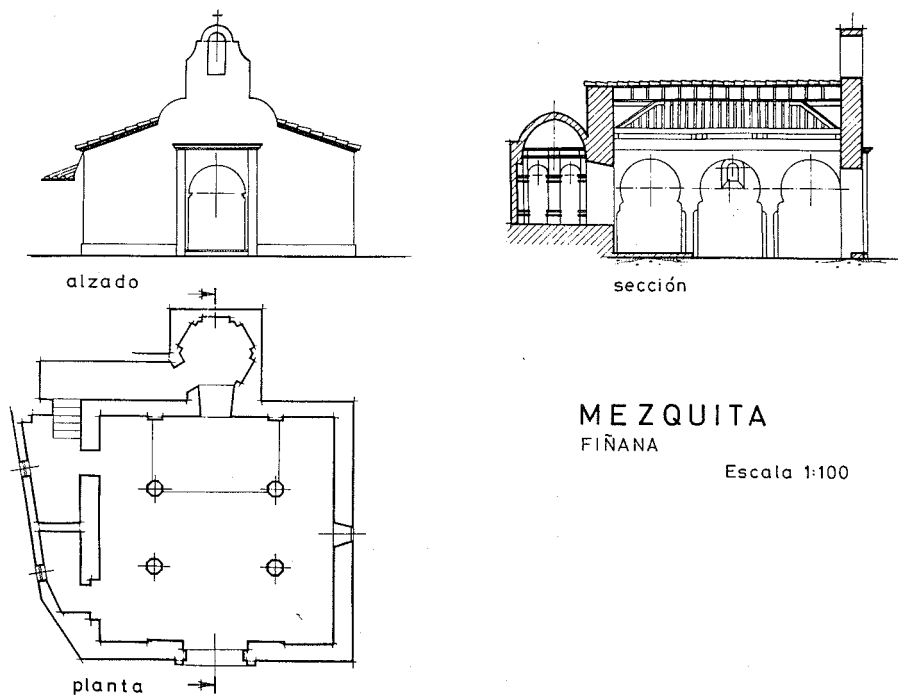 alzado
sección
MEZQUITA
FIÑANA
Escala 1:100
planta